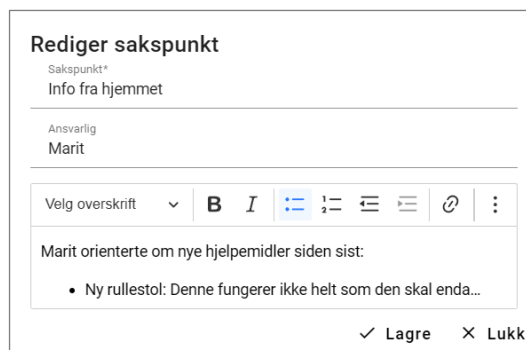 Rediger sakspunkt
Sakspunkt*
Info fra hjemmet
Ansvarlig
Marit
Velg overskrift B I
Marit orienterte om nye hjelpemidler siden sist:
• Ny rullestol: Denne fungerer ikke helt som den skal enda...
Lagre Lukk